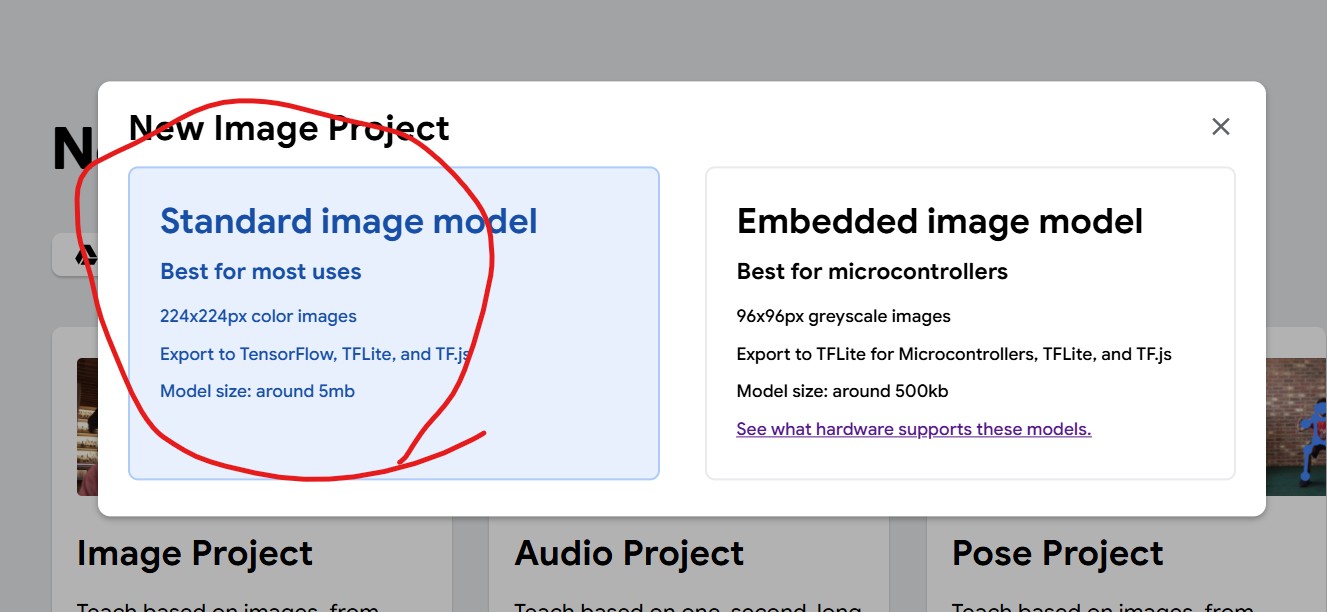 New Image Project
Standard image model
Best for most uses
224x224px color images
Export to TensorFlow, TFLite, and TF.js
Model size: around 5mb
Embedded image model
Best for microcontrollers
96x96px greyscale images
Export to TFLite for Microcontrollers, TFLite, and TF.js
Model size: around 500kb
See what hardware supports these models.
Image Project
Audio Project
Pose Project
Teach based on images, from
Teach based on one-second-long
Teach based on images, from